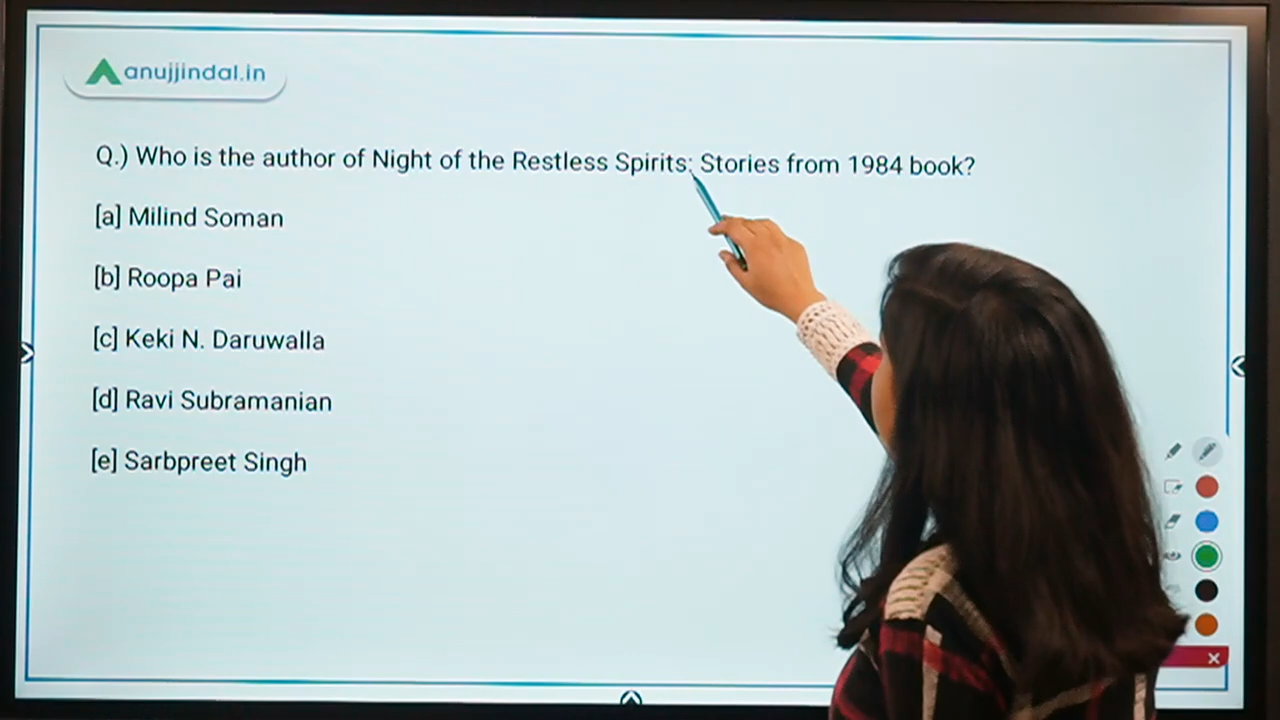 anujjindal.in
Q.) Who is the author of Night of the Restless Spirits: Stories from 1984 book?
[a] Milind Soman
[b] Roopa Pai
[c] Keki N. Daruwalla
[d] Ravi Subramanian
[e] Sarbpreet Singh